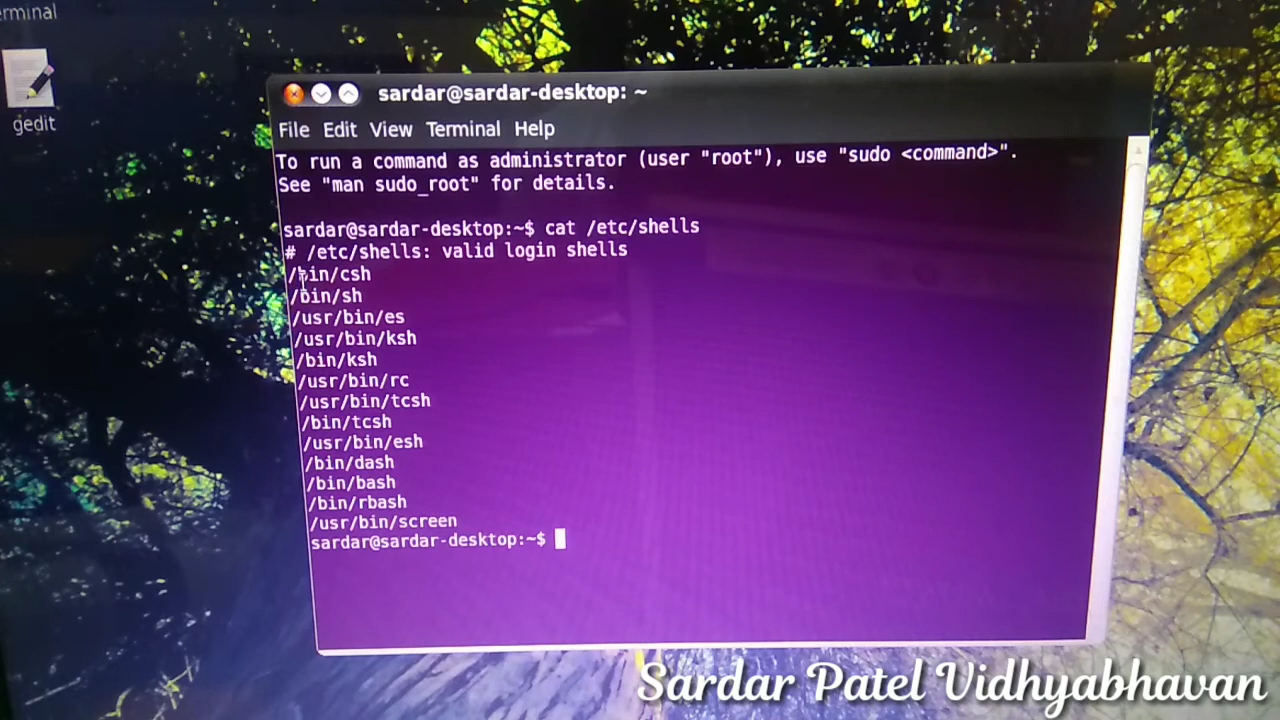 erminal
gedit
sardar@sardar-desktop: ~
File Edit View Terminal Help
To run a command as administrator (user "root"), use "sudo <command>".
See "man sudo_root" for details.
sardar@sardar-desktop:~$ cat /etc/shells
# /etc/shells: valid login shells
/bin/csh
/bin/sh
/usr/bin/es
/usr/bin/ksh
/bin/ksh
/usr/bin/rc
/usr/bin/tcsh
/bin/tcsh
/usr/bin/esh
/bin/dash
/bin/bash
/bin/rbash
/usr/bin/screen
sardar@sardar-desktop:~$
Sardar Patel Vidhyabhavan